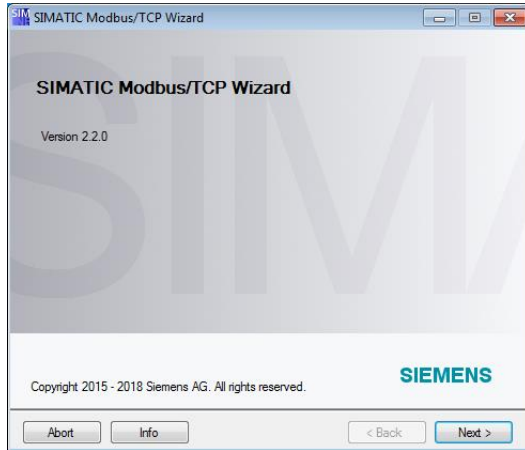 SIMATIC Modbus/TCP Wizard
SIMATIC Modbus/TCP Wizard
Version 2.2.0
SIEMENS
Copyright 2015 - 2018 Siemens AG. All rights reserved.
Abort Info < Back Next >